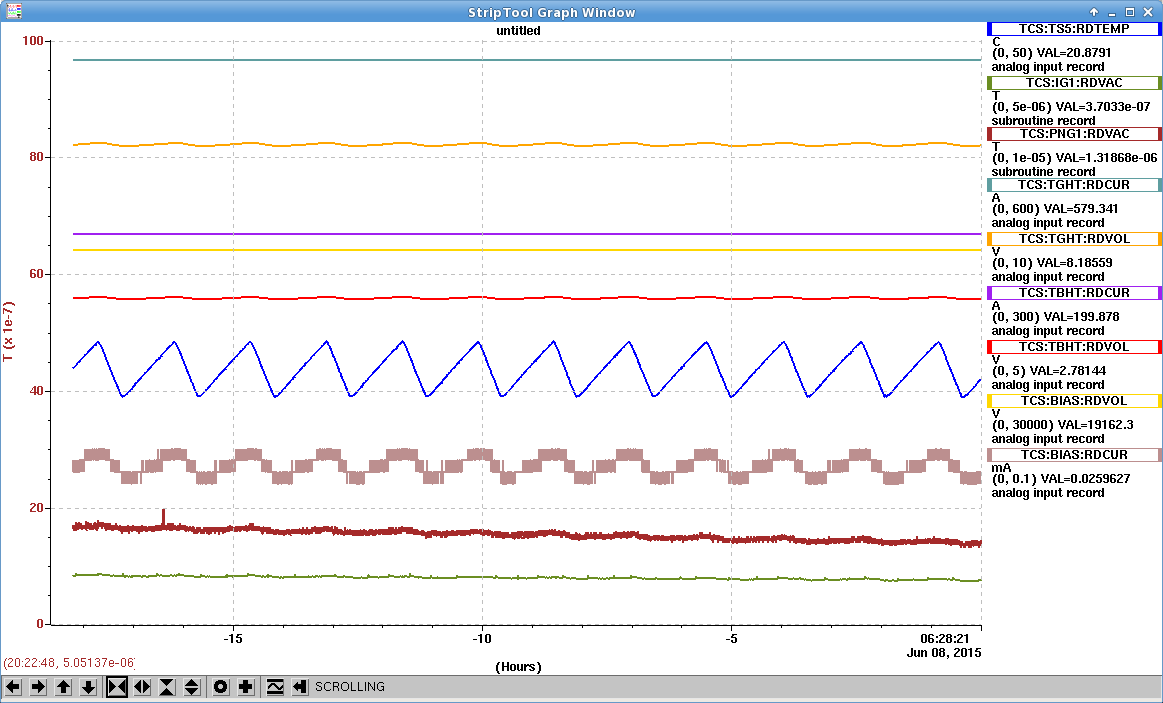 StripTool Graph Window
untitled
100
80
60
40
20
0
T (x 1e-7)
-15
-10
-5
06:28:21
Jun 08, 2015
(Hours)
(20:22:48, 5.05137e-06)
SCROLLING
TCS:TS5:RDTEMP
C
(0, 50) VAL=20.8791
analog input record
TCS:IG1:RDVAC
T
(0, 5e-06) VAL=3.7033e-07
subroutine record
TCS:PNG1:RDVAC
T
(0, 1e-05) VAL=1.31868e-06
subroutine record
TCS:TGHT:RDCUR
A
(0, 600) VAL=579.341
analog input record
TCS:TGHT:RDVOL
V
(0, 10) VAL=8.18559
analog input record
TCS:TBHT:RDCUR
A
(0, 300) VAL=199.878
analog input record
TCS:TBHT:RDVOL
V
(0, 5) VAL=2.78144
analog input record
TCS:BIAS:RDVOL
V
(0, 30000) VAL=19162.3
analog input record
TCS:BIAS:RDCUR
mA
(0, 0.1) VAL=0.0259627
analog input record